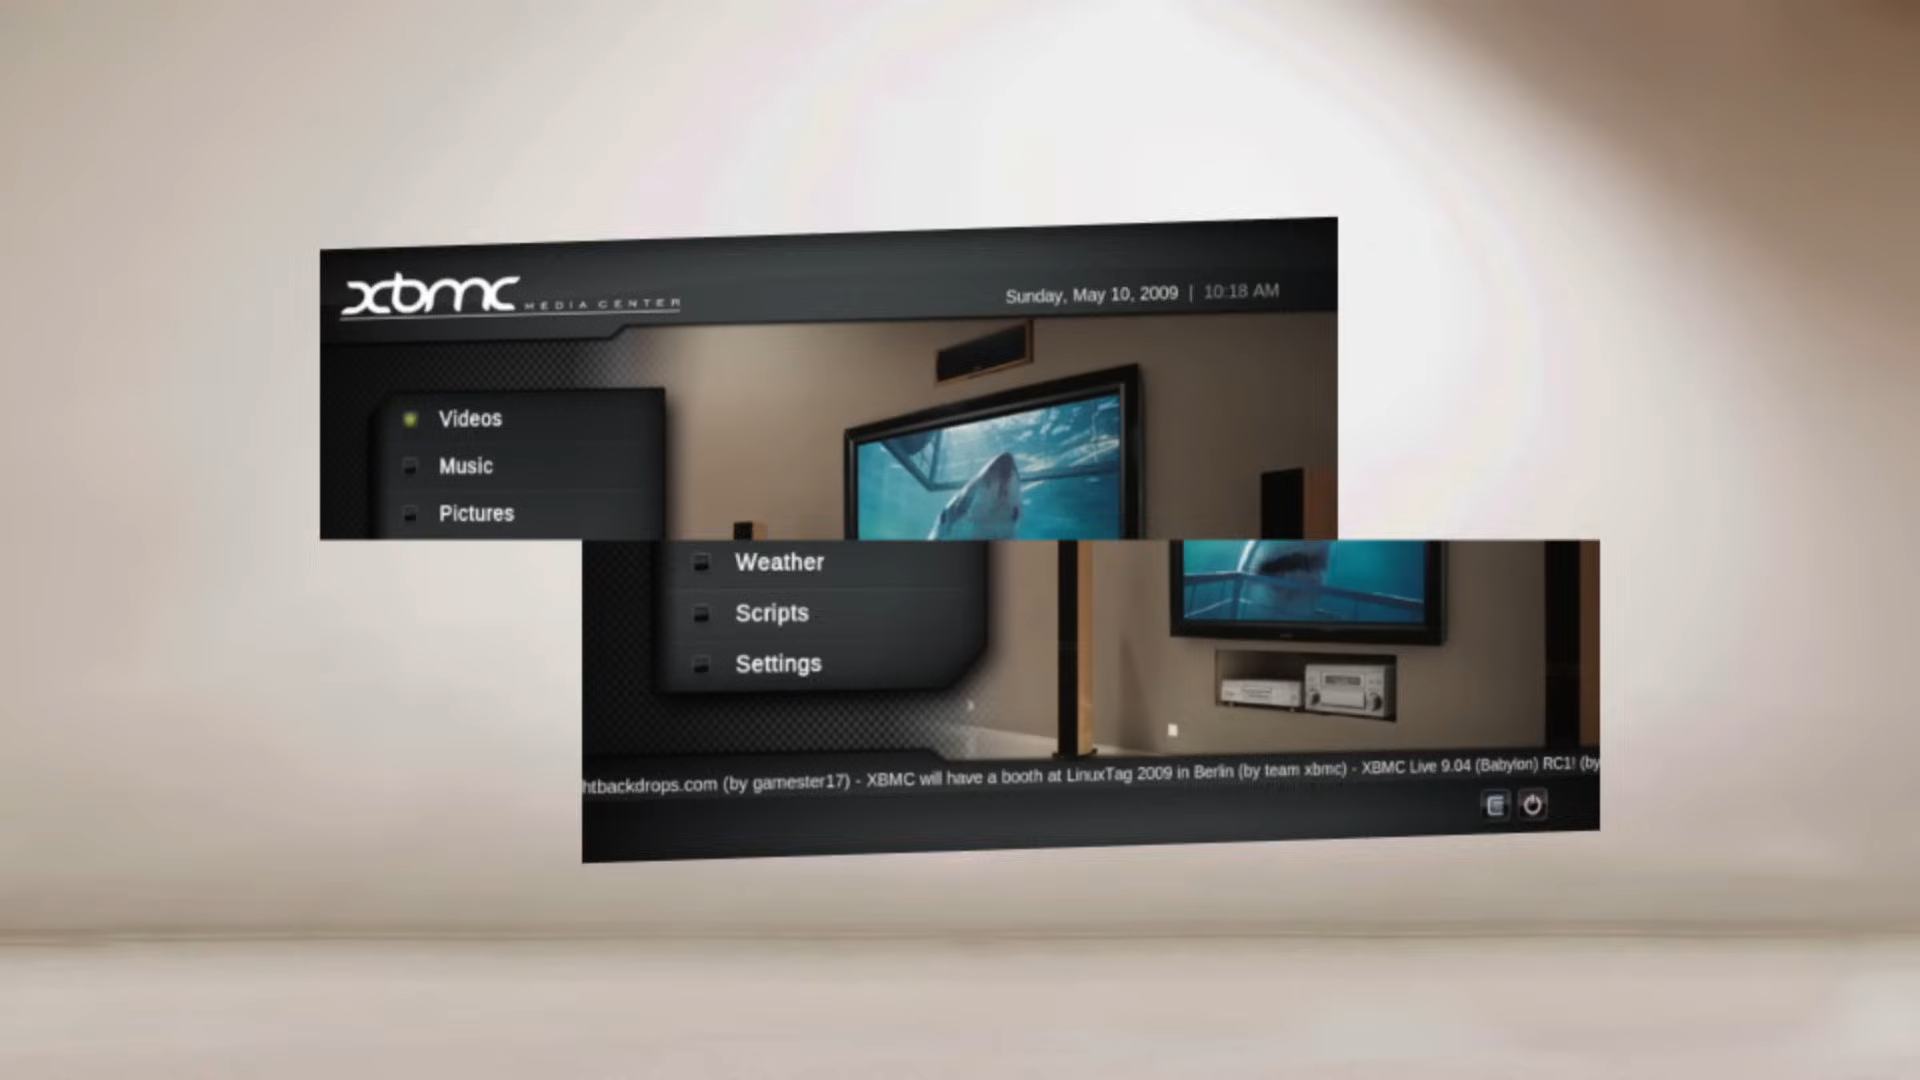 xbmc MEDIA CENTER
Sunday, May 10, 2009 | 10:18 AM
Videos
Music
Pictures
Weather
Scripts
Settings
htbackdrops.com (by gamester17) - XBMC will have a booth at LinuxTag 2009 in Berlin (by team xbmc) - XBMC Live 9.04 (Babylon) RC1! (by